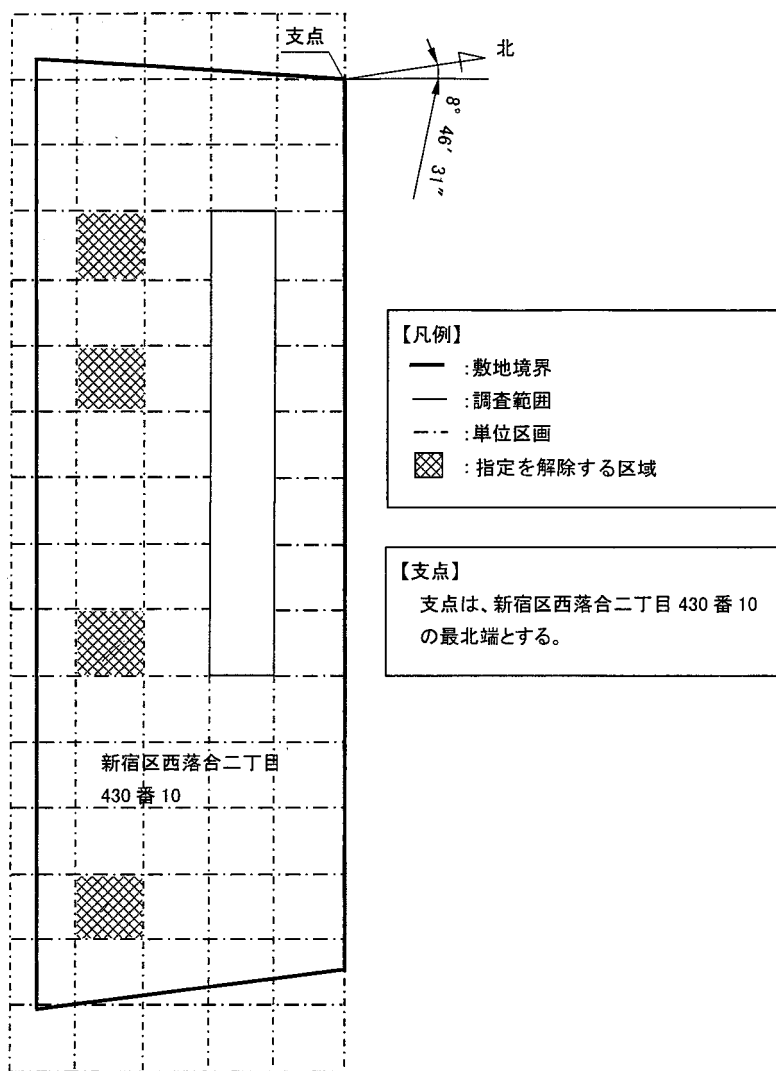 支点
北
8° 46′ 31″
【凡例】
:敷地境界
:調査範囲
:単位区画
:指定を解除する区域
【支点】
支点は、新宿区西落合二丁目 430 番 10
の最北端とする。
新宿区西落合二丁目
430 番 10